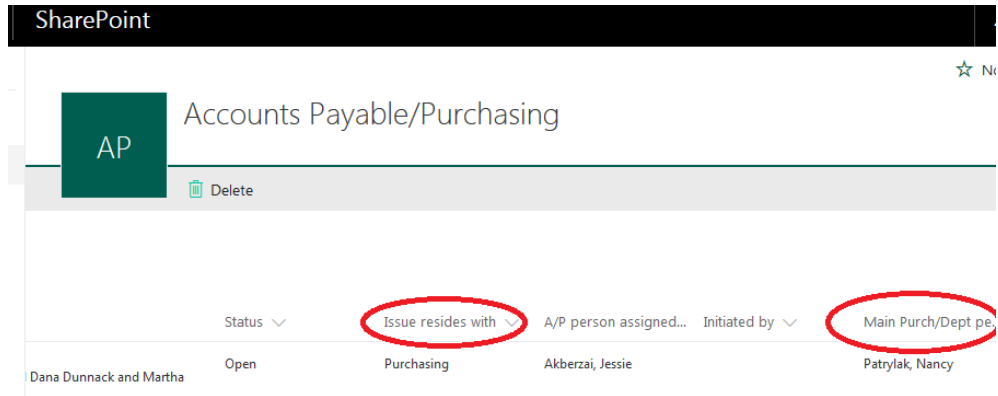 SharePoint
No
Accounts Payable/Purchasing
AP
Delete
Status Issue resides with A/P person assigned... Initiated by Main Purch/Dept pe..
Open Purchasing Akberzai, Jessie Patrylak, Nancy
Dana Dunnack and Martha